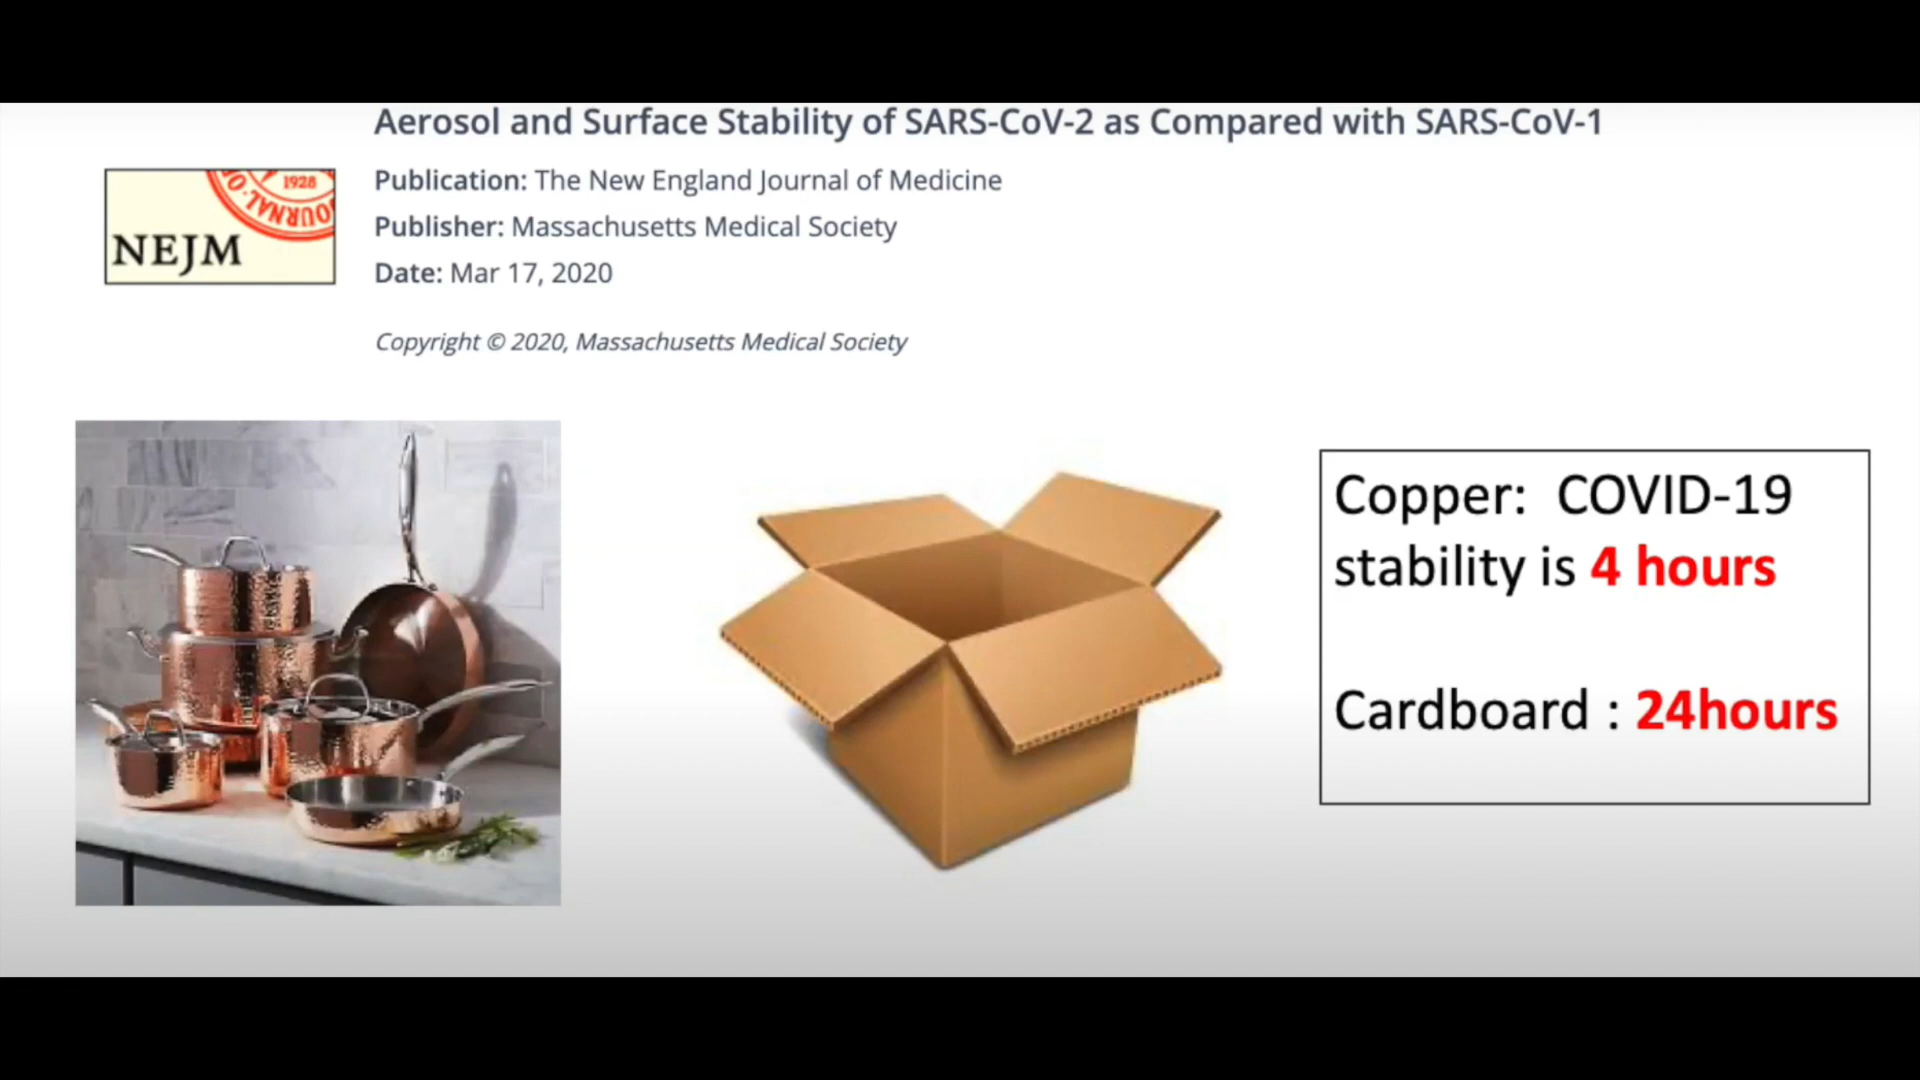 Aerosol and Surface Stability of SARS-CoV-2 as Compared with SARS-CoV-1
1928
JOURNAL
NEJM
Publication: The New England Journal of Medicine
Publisher: Massachusetts Medical Society
Date: Mar 17, 2020
Copyright © 2020, Massachusetts Medical Society
Copper: COVID-19
stability is 4 hours
Cardboard : 24hours